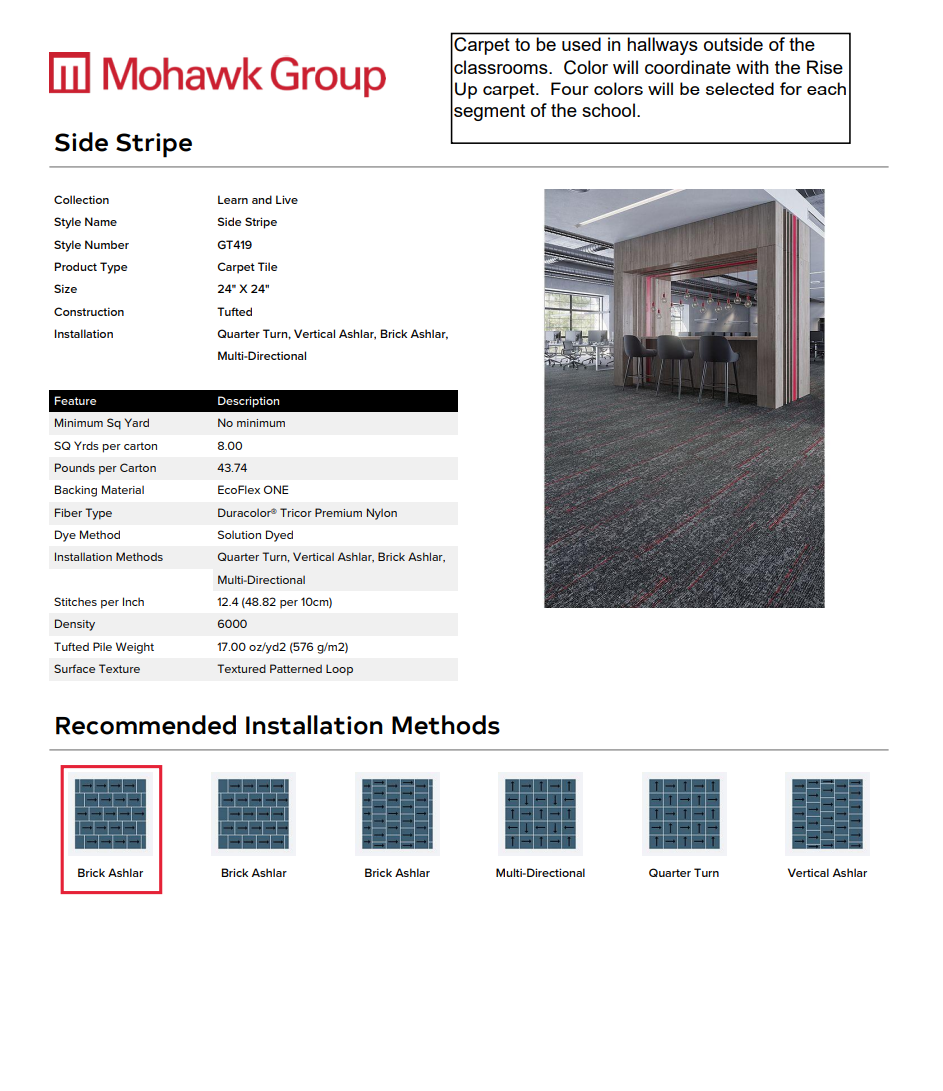 Mohawk Group
Carpet to be used in hallways outside of the
classrooms.  Color will coordinate with the Rise
Up carpet.  Four colors will be selected for each
segment of the school.
Side Stripe
Collection Learn and Live
Style Name Side Stripe
Style Number GT419
Product Type Carpet Tile
Size 24" X 24"
Construction Tufted
Installation Quarter Turn, Vertical Ashlar, Brick Ashlar,
Multi-Directional
Feature Description
Minimum Sq Yard No minimum
SQ Yrds per carton 8.00
Pounds per Carton 43.74
Backing Material EcoFlex ONE
Fiber Type Duracolor® Tricor Premium Nylon
Dye Method Solution Dyed
Installation Methods Quarter Turn, Vertical Ashlar, Brick Ashlar,
Multi-Directional
Stitches per Inch 12.4 (48.82 per 10cm)
Density 6000
Tufted Pile Weight 17.00 oz/yd2 (576 g/m2)
Surface Texture Textured Patterned Loop
Recommended Installation Methods
Brick Ashlar Brick Ashlar Brick Ashlar Multi-Directional Quarter Turn Vertical Ashlar